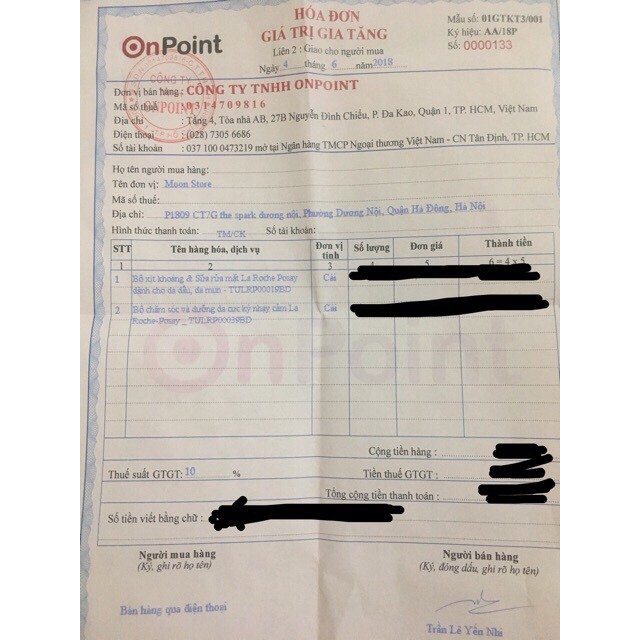 OnPoint
HÓA ĐƠN
GIÁ TRỊ GIA TĂNG
Liên 2: Giao cho người mua
Ngày 4 tháng 6 năm 2018
Mẫu số: 01GTKT3/001
Ký hiệu: AA/18P
Số: 0000133
CÔNG TY
ONPOINT
Đơn vị bán hàng: CÔNG TY TNHH ONPOINT
Mã số thuế: 0314709816
Địa chỉ : Tầng 4, Tòa nhà AB, 27B Nguyễn Đình Chiểu, P. Đa Kao, Quận 1, TP. HCM, Việt Nam
Điện thoại : (028) 7305 6686
Số tài khoản : 037 100 0473219 mở tại Ngân hàng TMCP Ngoại thương Việt Nam - CN Tân Định, TP. HCM
Họ tên người mua hàng:
Tên đơn vị: Moon Store
Mã số thuế:
Địa chỉ: P1809 CT/G the spark dương nội, Phường Dương Nội, Quận Hà Đông, Hà Nội
Hình thức thanh toán: TM/CK Số tài khoản:
STT Tên hàng hóa, dịch vụ Đơn vị tính Số lượng Đơn giá Thành tiền
1 2 3 4 5 6 = 4 x 5
1 Bộ xịt khoáng & Sữa rửa mặt La Roche Posay Cái
dành cho da dầu, da mụn - TULRP00019BD
2 Bộ chăm sóc và dưỡng da cực kỳ nhạy cảm La Cái
Roche-Posay _ TULRP00039BD
OnPoint
Cộng tiền hàng :
Thuế suất GTGT: 10 % Tiền thuế GTGT :
Tổng cộng tiền thanh toán :
Số tiền viết bằng chữ :
Người mua hàng
(Ký, ghi rõ họ tên)
Người bán hàng
(Ký, đóng dấu, ghi rõ họ tên)
Bán hàng qua điện thoại
Trần Lê Yến Nhi